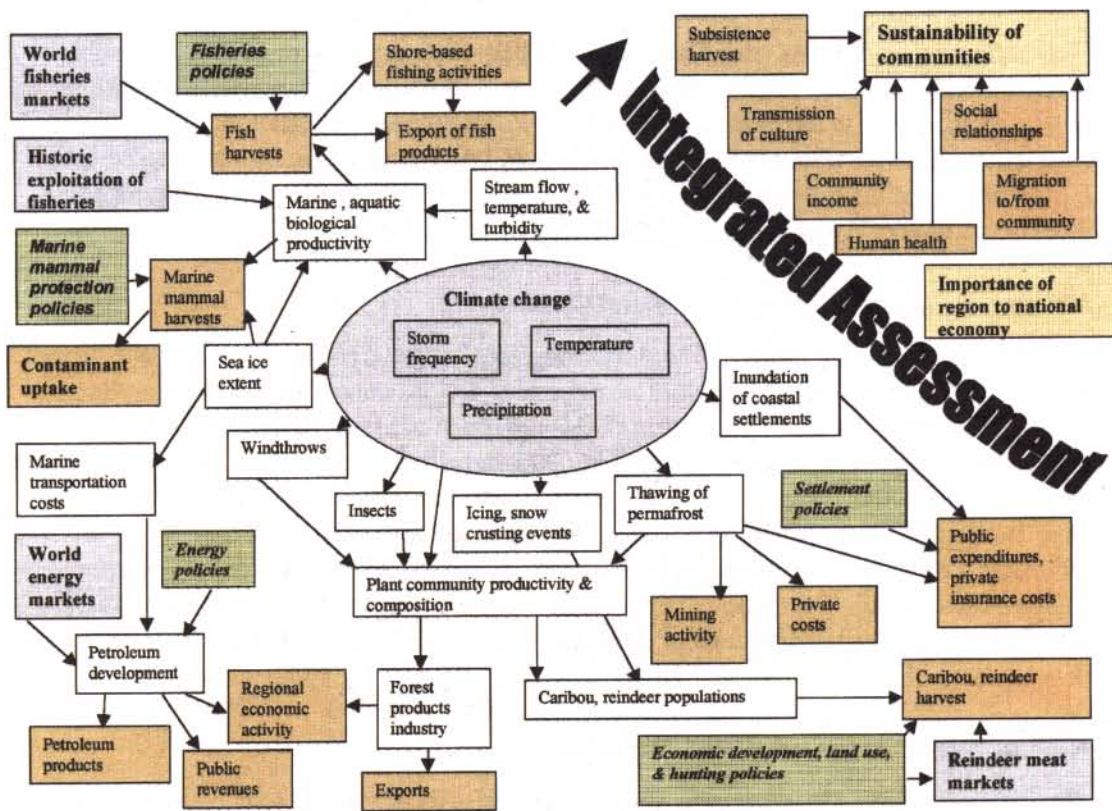 World
fisheries
markets
Fisheries
policies
Shore-based
fishing activities
Fish
harvests
Export of fish
products
Historic
exploitation of
fisheries
Marine , aquatic
biological
productivity
Stream flow ,
temperature, &
turbidity
Marine
mammal
protection
policies
Marine
mammal
harvests
Contaminant
uptake
Sea ice
extent
Climate change
Storm
frequency
Temperature
Precipitation
Integrated Assessment
Subsistence
harvest
Sustainability of
communities
Transmission
of culture
Social
relationships
Community
income
Migration
to/from
community
Human health
Importance of
region to national
economy
Inundation
of coastal
settlements
Windthrows
Marine
transportation
costs
Insects
Icing, snow
crusting events
Thawing of
permafrost
Settlement
policies
Public
expenditures,
private
insurance costs
World
energy
markets
Energy
policies
Plant community productivity &
composition
Mining
activity
Private
costs
Petroleum
development
Regional
economic
activity
Forest
products
industry
Caribou, reindeer populations
Caribou, reindeer
harvest
Petroleum
products
Public
revenues
Exports
Economic development, land use,
& hunting policies
Reindeer meat
markets